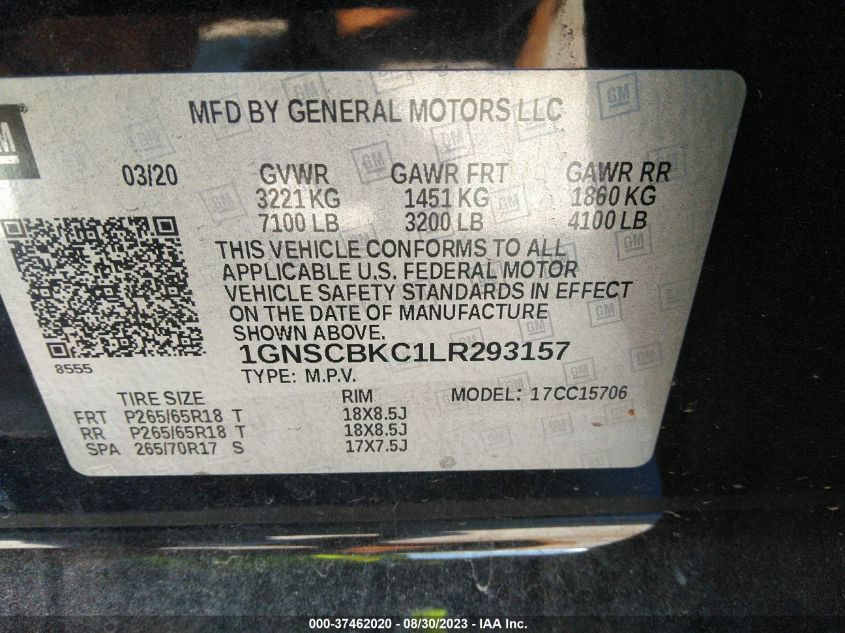 MFD BY GENERAL MOTORS LLC
03/20 GVWR GAWR FRT GAWR RR
3221 KG 1451 KG 1860 KG
7100 LB 3200 LB 4100 LB
THIS VEHICLE CONFORMS TO ALL
APPLICABLE U.S. FEDERAL MOTOR
VEHICLE SAFETY STANDARDS IN EFFECT
ON THE DATE OF MANUFACTURE
SHOWN ABOVE.
8555
1GNSCBKC1LR293157
TYPE: M.P.V.
TIRE SIZE RIM MODEL: 17CC15706
FRT P265/65R18 T 18X8.5J
RR P265/65R18 T 18X8.5J
SPA 265/70R17 S 17X7.5J
000-37462020 - 08/30/2023 - IAA Inc.